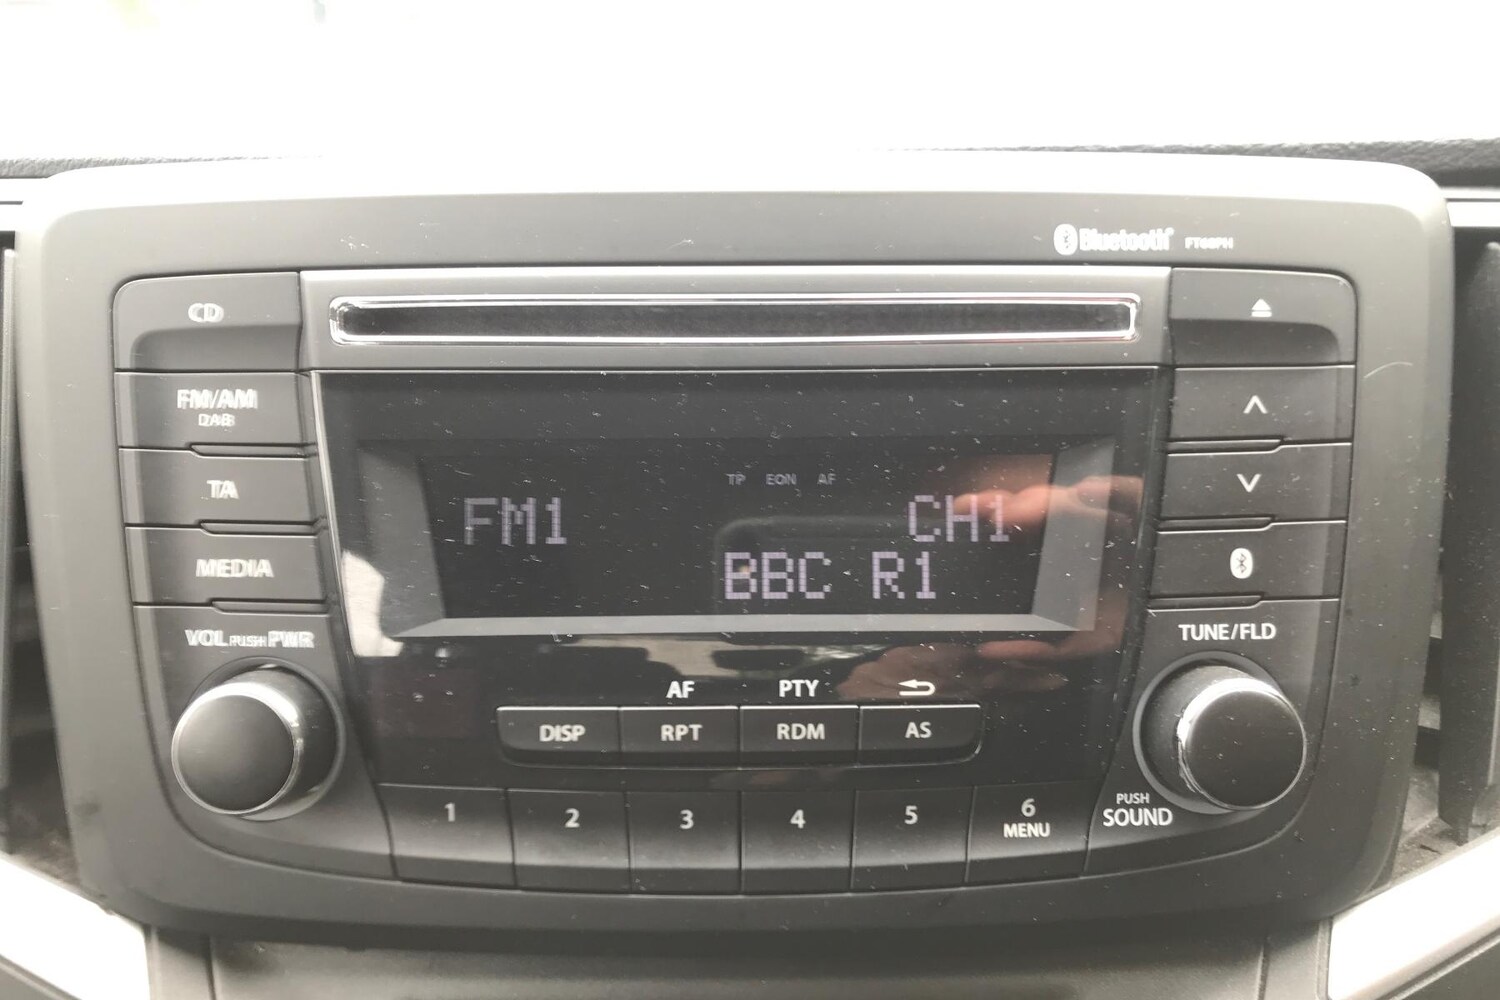 Bluetooth® FT68PH
CD
FM/AM
DAB
TA
MEDIA
VOL PUSH PWR
TP EON AF
FM1 CH1
BBC R1
TUNE/FLD
AF PTY
DISP RPT RDM AS
1 2 3 4 5 6
MENU
PUSH
SOUND